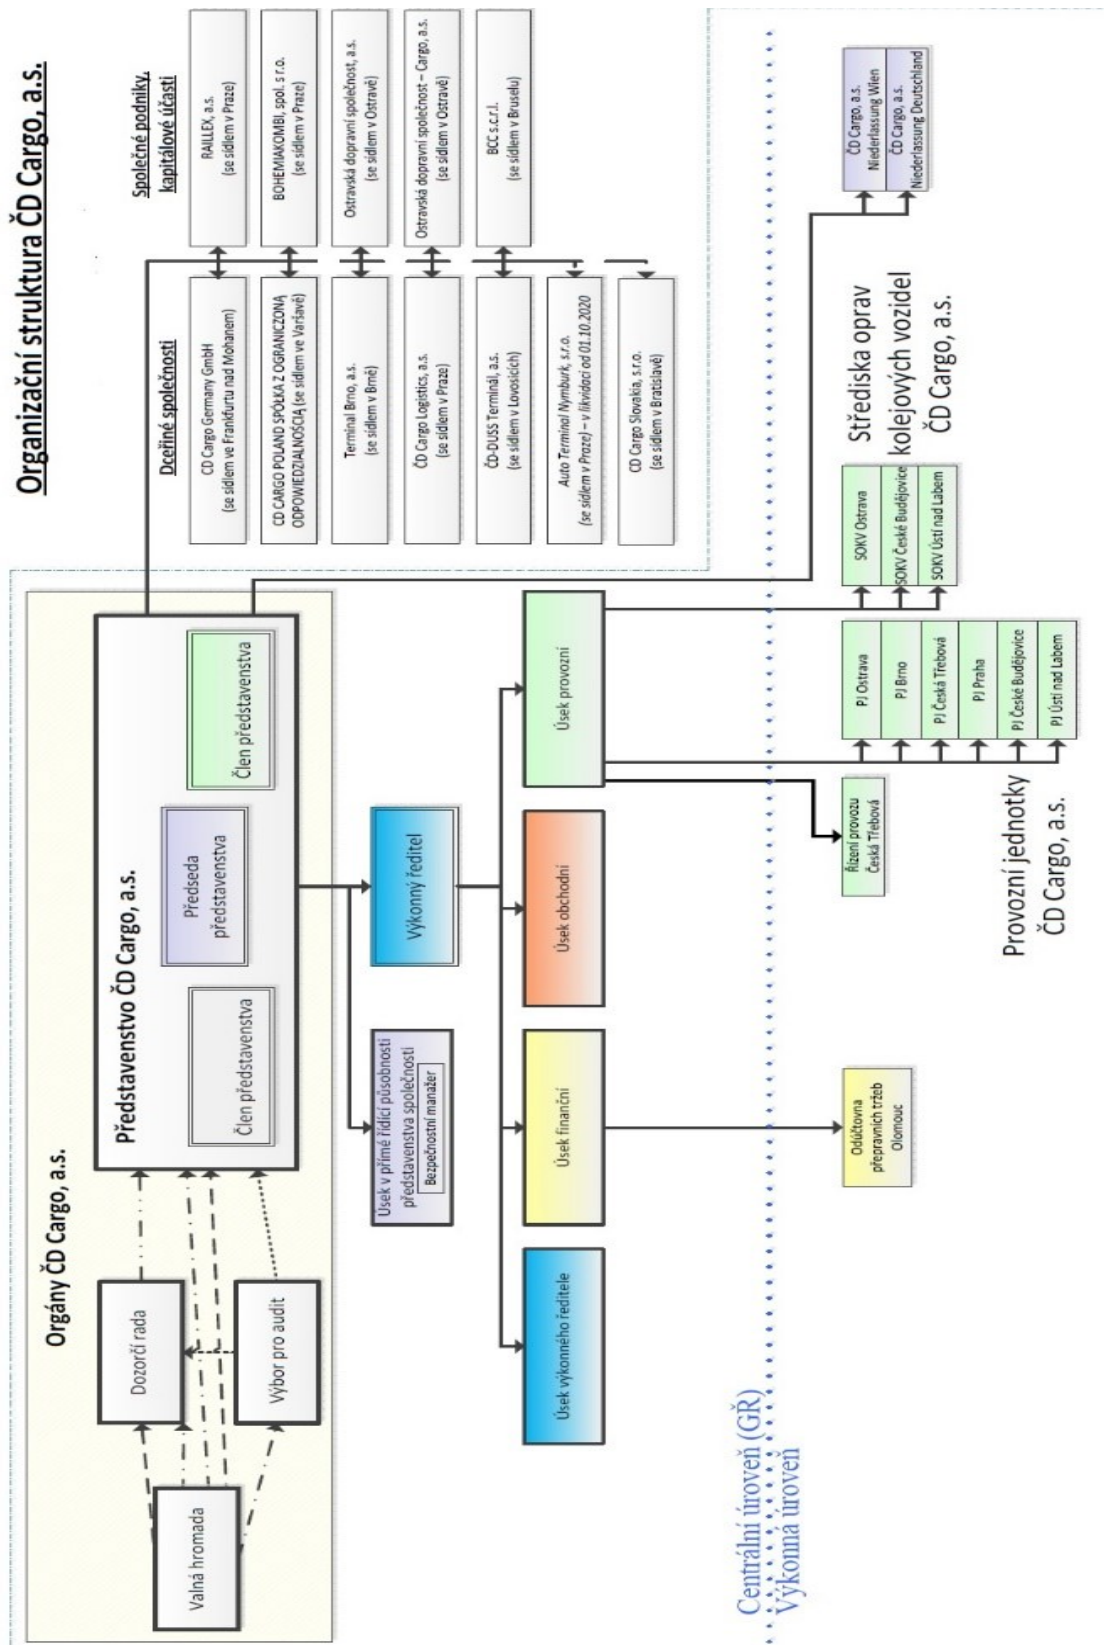 Organizační struktura ČD Cargo, a.s.
Orgány ČD Cargo, a.s.
Valná hromada
Dozorčí rada
Výbor pro audit
Představenstvo ČD Cargo, a.s.
Člen představenstva
Předseda
představenstva
Člen představenstva
Dceřiné společnosti
CD Cargo Germany GmbH
(se sídlem ve Frankfurtu nad Mohanem)
CD CARGO POLAND SPÓŁKA Z OGRANICZONĄ
ODPOWIEDZIALNOŚCIĄ (se sídlem ve Varšavě)
Terminal Brno, a.s.
(se sídlem v Brně)
ČD Cargo Logistics, a.s.
(se sídlem v Praze)
ČD-DUSS Terminál, a.s.
(se sídlem v Lovosicích)
Auto Terminal Nymburk, s.r.o.
(se sídlem v Praze) – v likvidaci od 01.10.2020
CD Cargo Slovakia, s.r.o.
(se sídlem v Bratislavě)
Společné podniky,
kapitálové účasti
RAILLEX, a.s.
(se sídlem v Praze)
BOHEMIAKOMBI, spol. s r.o.
(se sídlem v Praze)
Ostravská dopravní společnost, a.s.
(se sídlem v Ostravě)
Ostravská dopravní společnost – Cargo, a.s.
(se sídlem v Ostravě)
BCC s.c.r.l.
(se sídlem v Bruselu)
Úsek v přímé řídící působnosti
představenstva společnosti
Bezpečnostní manažer
Výkonný ředitel
Úsek výkonného ředitele
Úsek finanční
Úsek obchodní
Úsek provozní
Centrální úroveň (GŘ)
Výkonná úroveň
Odúčtovna
přepravních tržeb
Olomouc
Řízení provozu
Česká Třebová
PJ Ostrava
PJ Brno
PJ Česká Třebová
PJ Praha
PJ České Budějovice
PJ Ústí nad Labem
Provozní jednotky
ČD Cargo, a.s.
SOKV Ostrava
SOKV České Budějovice
SOKV Ústí nad Labem
Střediska oprav
kolejových vozidel
ČD Cargo, a.s.
ČD Cargo, a.s.
Niederlassung Wien
ČD Cargo, a.s.
Niederlassung Deutschland